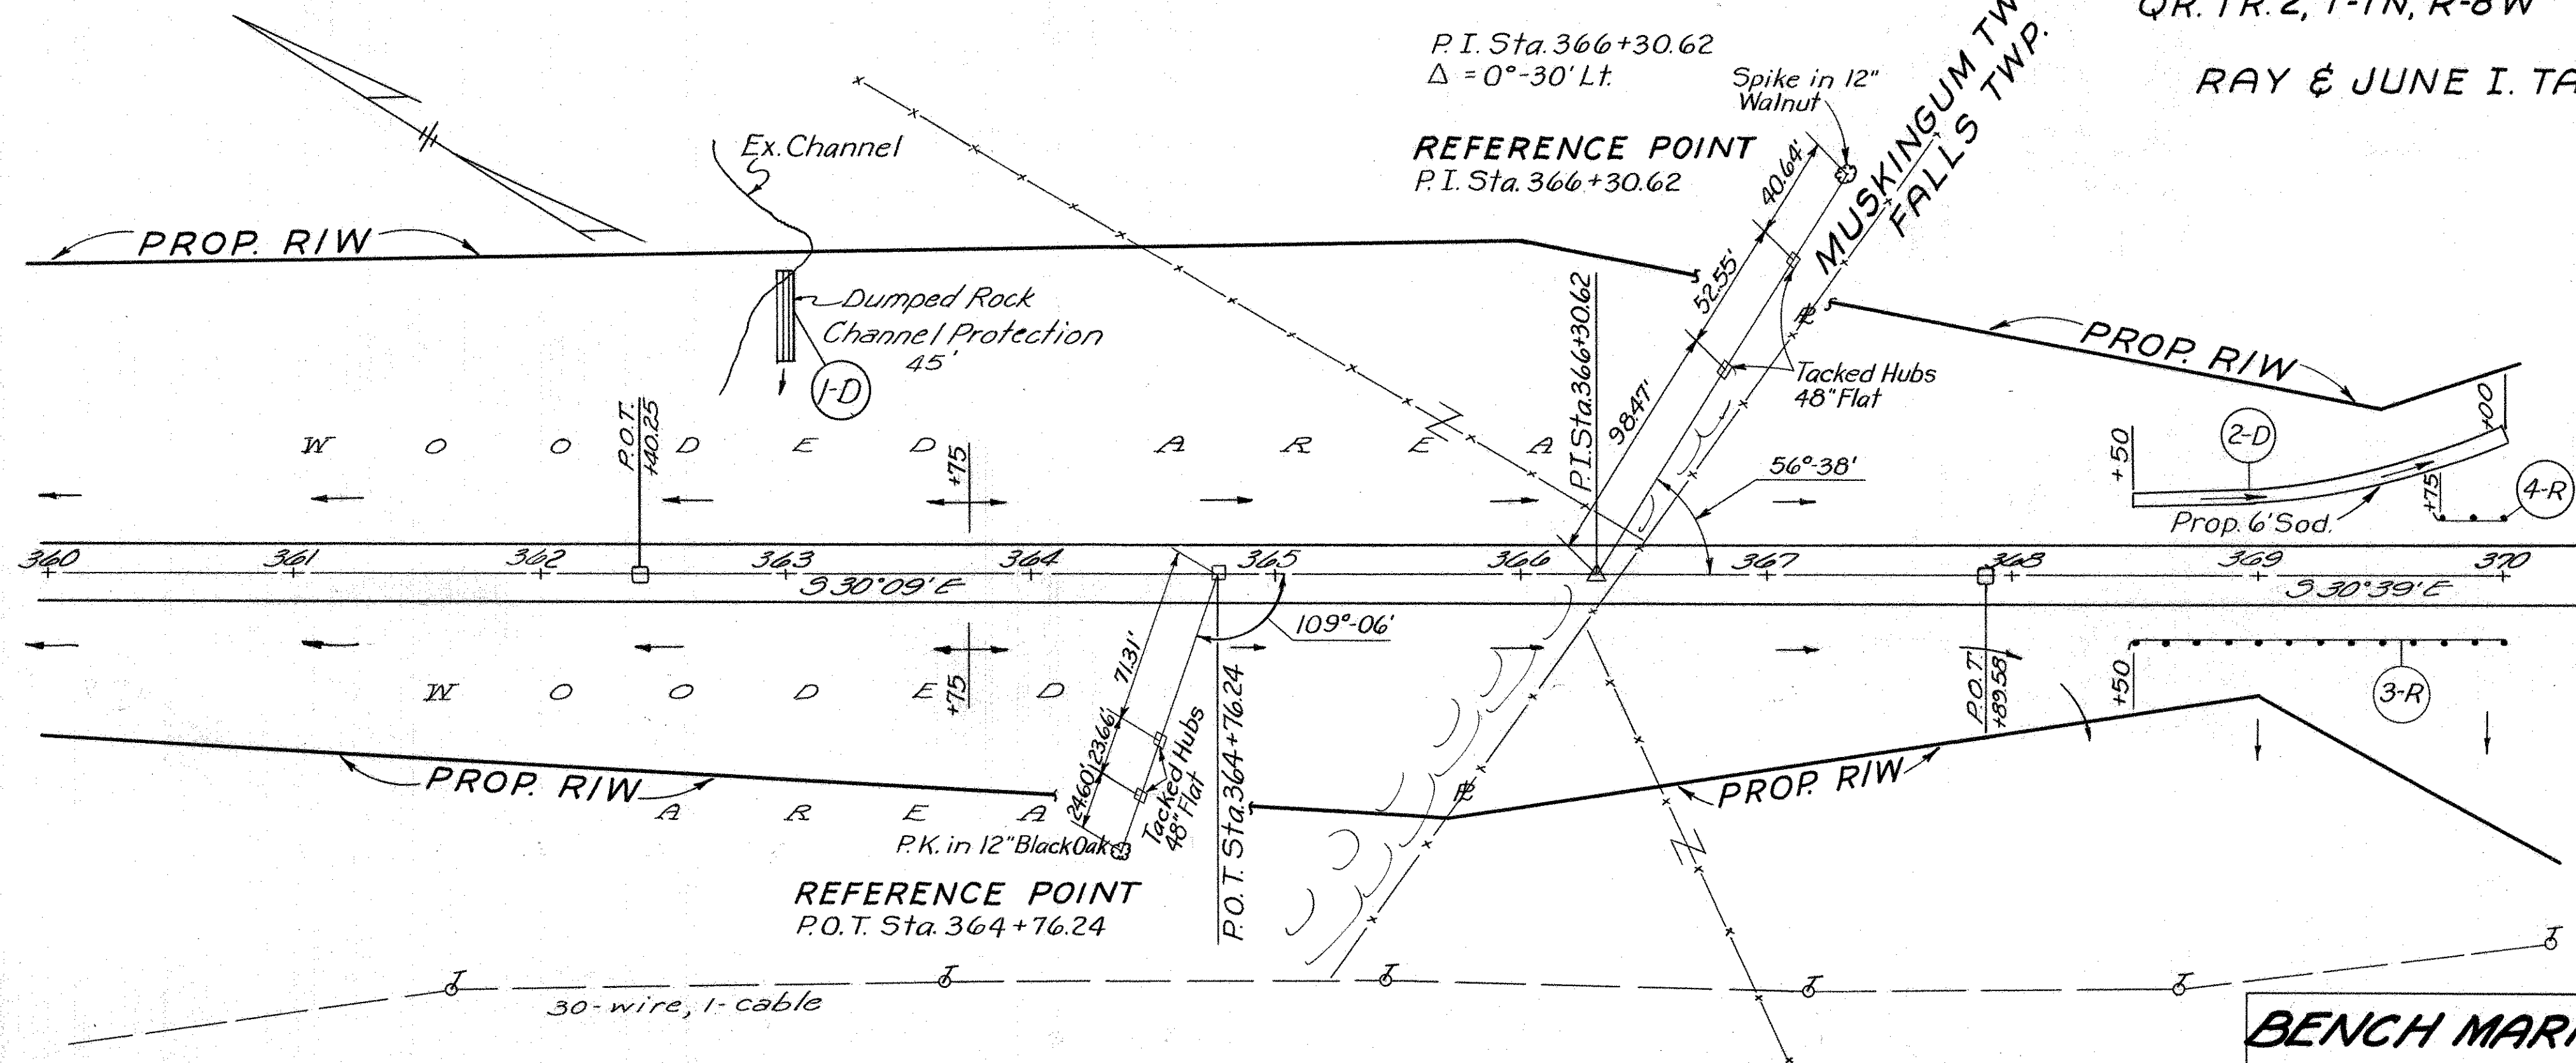 QR. TR. 2, T-1N, R-8W
RAY & JUNE I. TA
P. I. Sta. 366+30.62
Δ = 0°-30' Lt.
Spike in 12"
Walnut
REFERENCE POINT
P. I. Sta. 366+30.62
MUSKINGUM TW
FALLS TWP.
Ex. Channel
PROP. R/W
Dumped Rock
Channel Protection
45'
1-D
40.64'
52.55'
98.47'
P.I. Sta. 366+30.62
Tacked Hubs
48" Flat
PROP. R/W
W O O D E D A R E A
P.O.T.
+40.25
+75
56°-38'
+50
2-D
+00
+75
4-R
Prop. 6' Sod.
360 361 362 363 364 365 366 367 368 369 370
S 30°09' E
S 30°39' E
109°-06'
71.31'
23.66'
24.60'
Tacked Hubs
48" Flat
P.O.T. Sta. 364+76.24
+75
W O O D E D
A R E A
PROP. R/W
P.K. in 12" Black Oak
REFERENCE POINT
P.O.T. Sta. 364+76.24
P.O.T.
+89.58
+50
3-R
PROP. R/W
PL
PL
30-wire, 1-cable
BENCH MAR